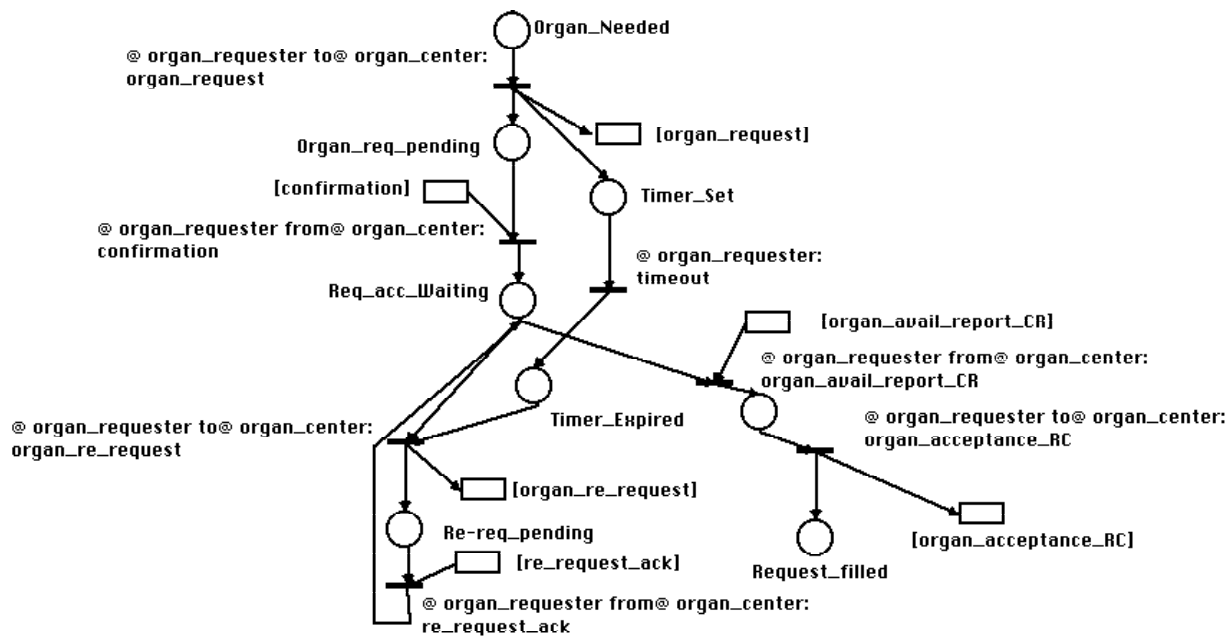 Organ_Needed
@ organ_requester to@ organ_center:
organ_request
[organ_request]
Organ_req_pending
[confirmation]
Timer_Set
@ organ_requester from@ organ_center:
confirmation
@ organ_requester:
timeout
Req_acc_Waiting
[organ_avail_report_CR]
@ organ_requester from@ organ_center:
organ_avail_report_CR
Timer_Expired
@ organ_requester to@ organ_center:
organ_acceptance_RC
@ organ_requester to@ organ_center:
organ_re_request
[organ_re_request]
Re-req_pending
[organ_acceptance_RC]
[re_request_ack]
Request_filled
@ organ_requester from@ organ_center:
re_request_ack